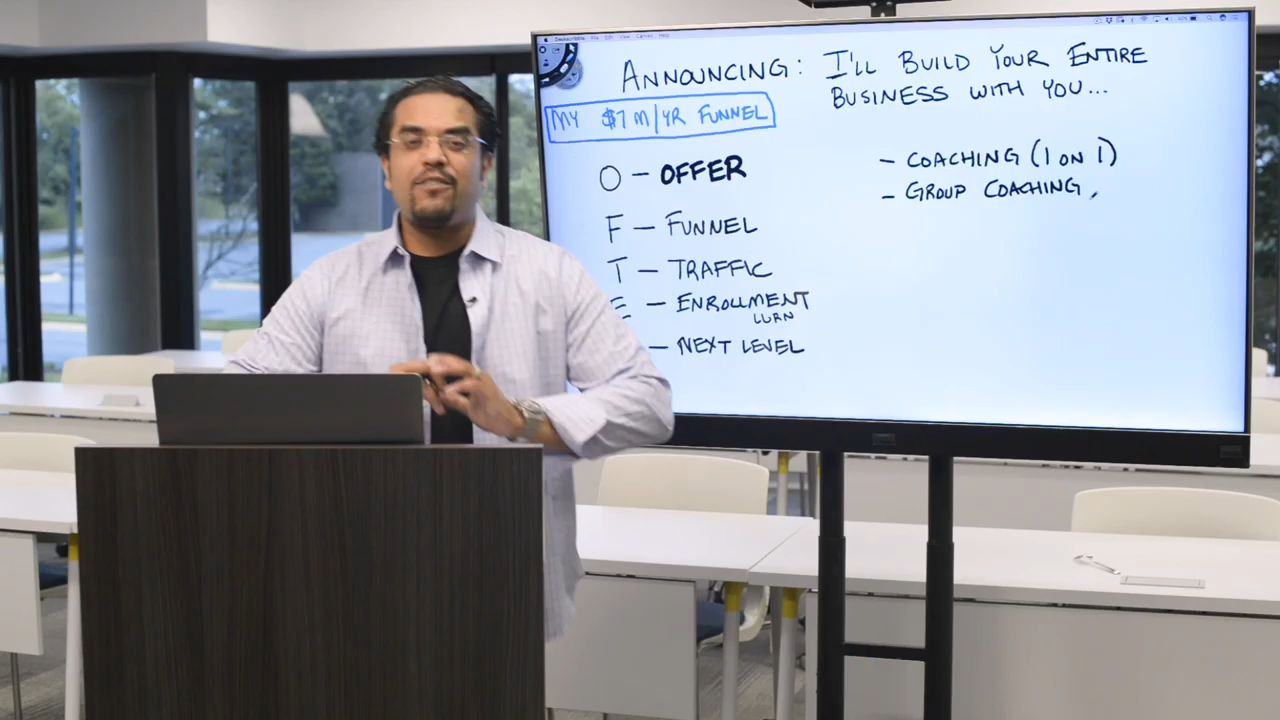 ANNOUNCING: I'LL BUILD YOUR ENTIRE
BUSINESS WITH YOU...
MY $7M/YR FUNNEL
O - OFFER
F - FUNNEL
T - TRAFFIC
E - ENROLLMENT
LURN
- NEXT LEVEL
- COACHING (1 ON 1)
- GROUP COACHING